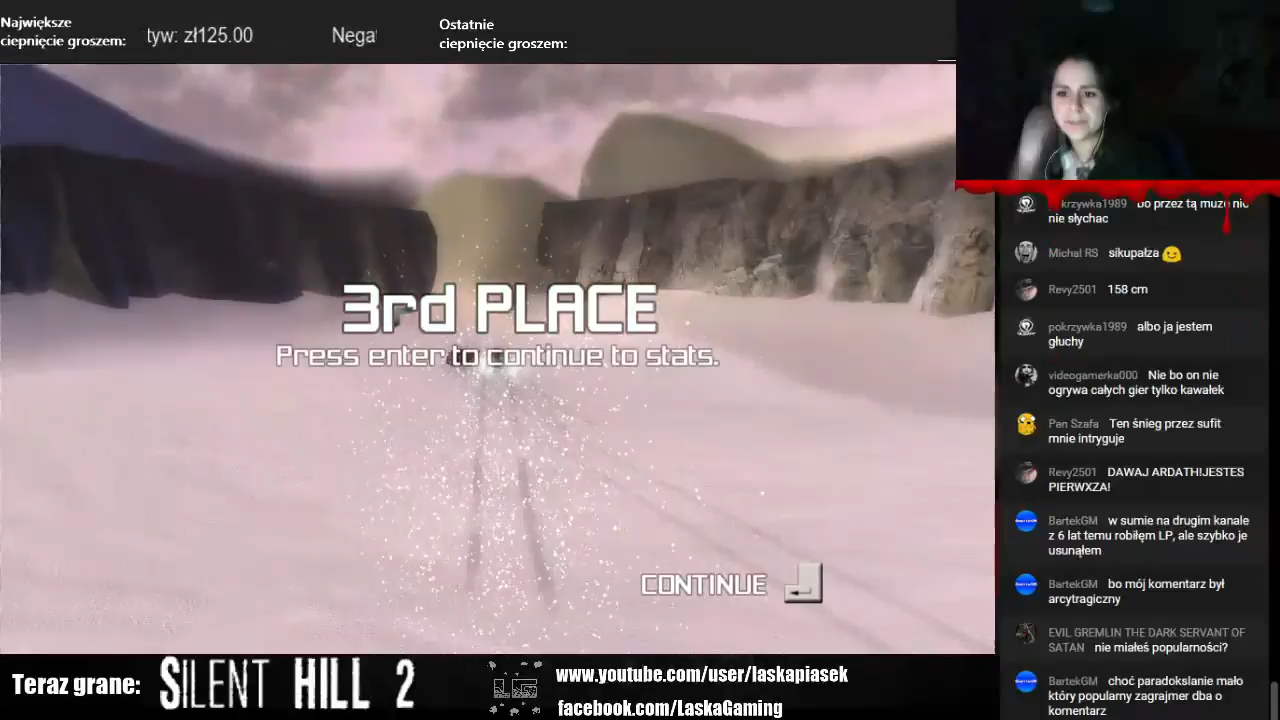 Największe
ciepnięcie groszem:
tyw: zł125.00
Nega
Ostatnie
ciepnięcie groszem:
3rd PLACE
Press enter to continue to stats.
CONTINUE
pokrzywka1989 bo przez tą muze nic
nie słychac
Michal RS sikupałza
Revy2501 158 cm
pokrzywka1989 albo ja jestem
głuchy
videogamerka000 Nie bo on nie
ogrywa całych gier tylko kawałek
Pan Szafa Ten śnieg przez sufit
mnie intryguje
Revy2501 DAWAJ ARDATH!JESTES
PIERWXZA!
BartekGM w sumie na drugim kanale
z 6 lat temu robiłęm LP, ale szybko je
usunąłem
BartekGM bo mój komentarz był
arcytragiczny
EVIL GREMLIN THE DARK SERVANT OF
SATAN nie miałeś popularności?
BartekGM choć paradokslanie mało
który popularny zagrajmer dba o
komentarz
Teraz grane:
SILENT HILL 2
www.youtube.com/user/laskapiasek
facebook.com/LaskaGaming